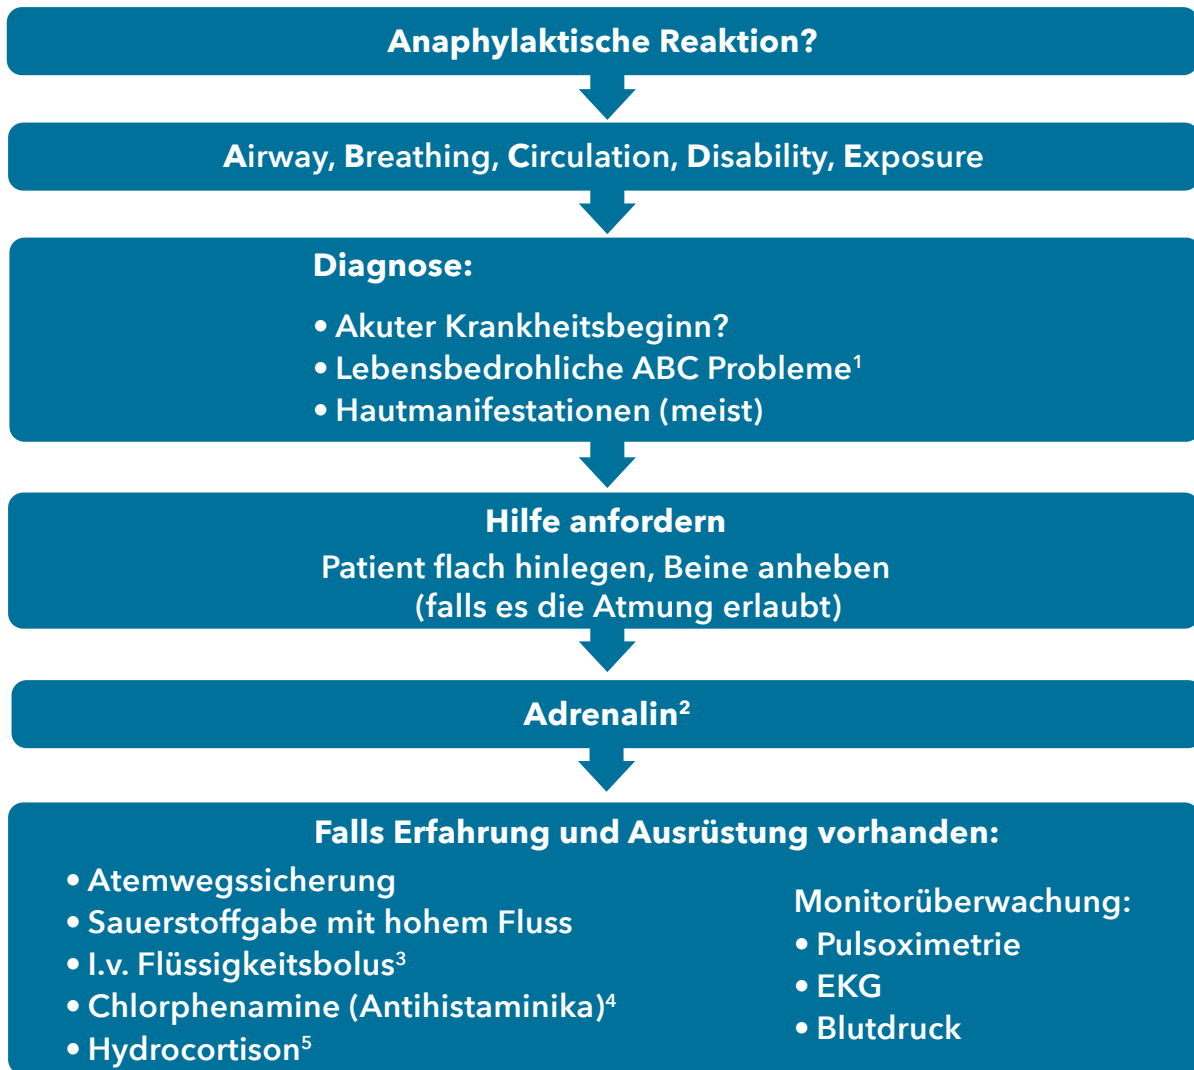 Anaphylaktische Reaktion?
Airway, Breathing, Circulation, Disability, Exposure
Diagnose:
• Akuter Krankheitsbeginn?
• Lebensbedrohliche ABC Probleme¹
• Hautmanifestationen (meist)
Hilfe anfordern
Patient flach hinlegen, Beine anheben
(falls es die Atmung erlaubt)
Adrenalin²
Falls Erfahrung und Ausrüstung vorhanden:
• Atemwegssicherung
• Sauerstoffgabe mit hohem Fluss
• I.v. Flüssigkeitsbolus³
• Chlorphenamine (Antihistaminika)⁴
• Hydrocortison⁵
Monitorüberwachung:
• Pulsoximetrie
• EKG
• Blutdruck